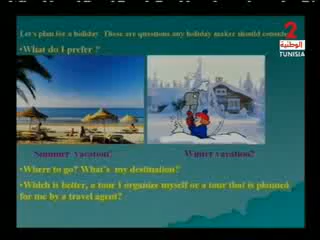 Let's plan for a holiday These are questions any holiday maker should consider
•What do I prefer ?
2
الوطنية
TUNISIA
Summer vacation?
Winter vacation?
•Where to go? What's my destination?
•Which is better, a tour i organize myself or a tour that is planned
for me by a travel agent?